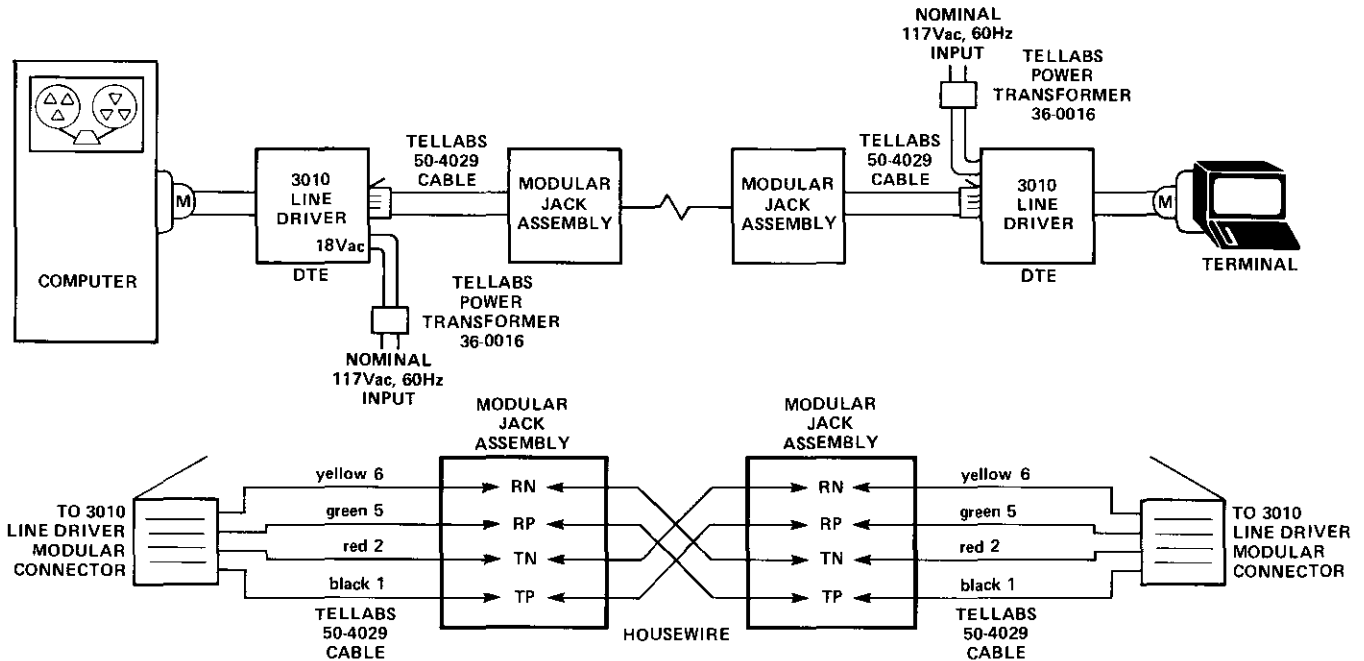 NOMINAL
117Vac, 60Hz
INPUT
TELLABS
POWER
TRANSFORMER
36-0016
COMPUTER
M
3010
LINE
DRIVER
18Vac
DTE
TELLABS
50-4029
CABLE
MODULAR
JACK
ASSEMBLY
MODULAR
JACK
ASSEMBLY
TELLABS
50-4029
CABLE
3010
LINE
DRIVER
DTE
M
TERMINAL
TELLABS
POWER
TRANSFORMER
36-0016
NOMINAL
117Vac, 60Hz
INPUT
MODULAR
JACK
ASSEMBLY
MODULAR
JACK
ASSEMBLY
TO 3010
LINE DRIVER
MODULAR
CONNECTOR
yellow 6
green 5
red 2
black 1
TELLABS
50-4029
CABLE
RN
RP
TN
TP
HOUSEWIRE
RN
RP
TN
TP
yellow 6
green 5
red 2
black 1
TELLABS
50-4029
CABLE
TO 3010
LINE DRIVER
MODULAR
CONNECTOR